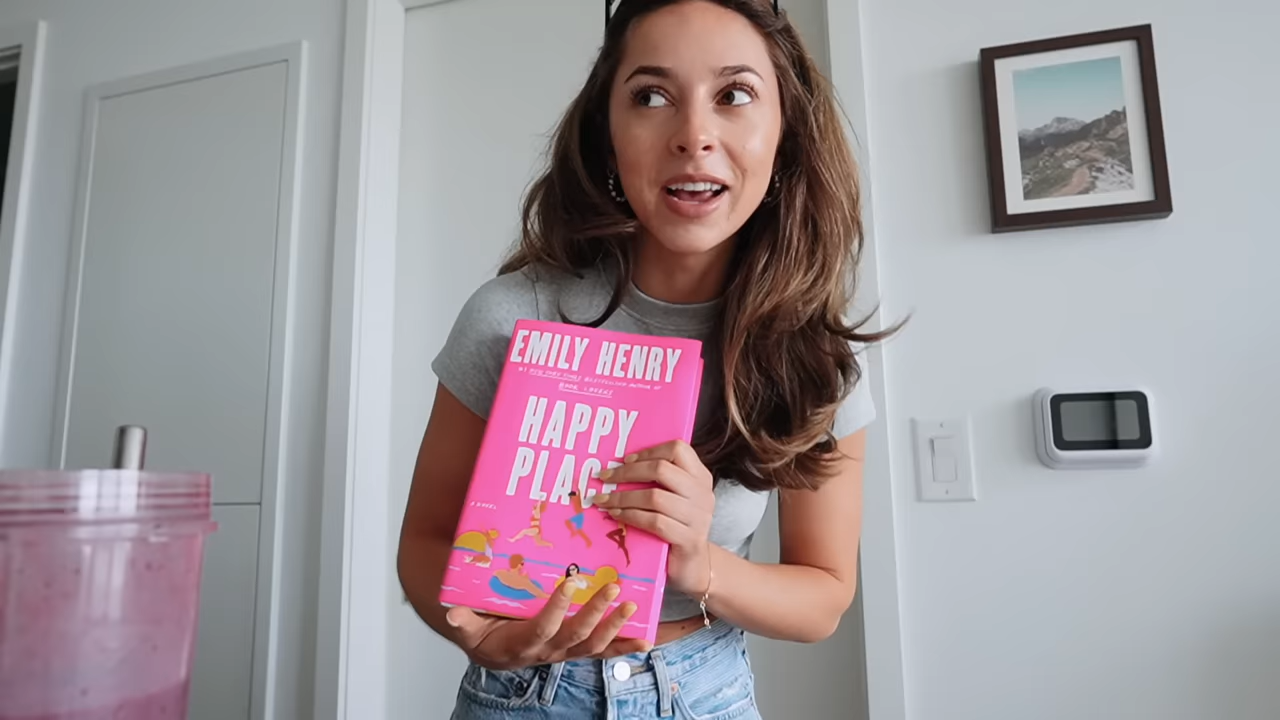 EMILY HENRY
#1 NEW YORK TIMES BESTSELLING AUTHOR OF
BOOK LOVERS
HAPPY
PLACE
A NOVEL